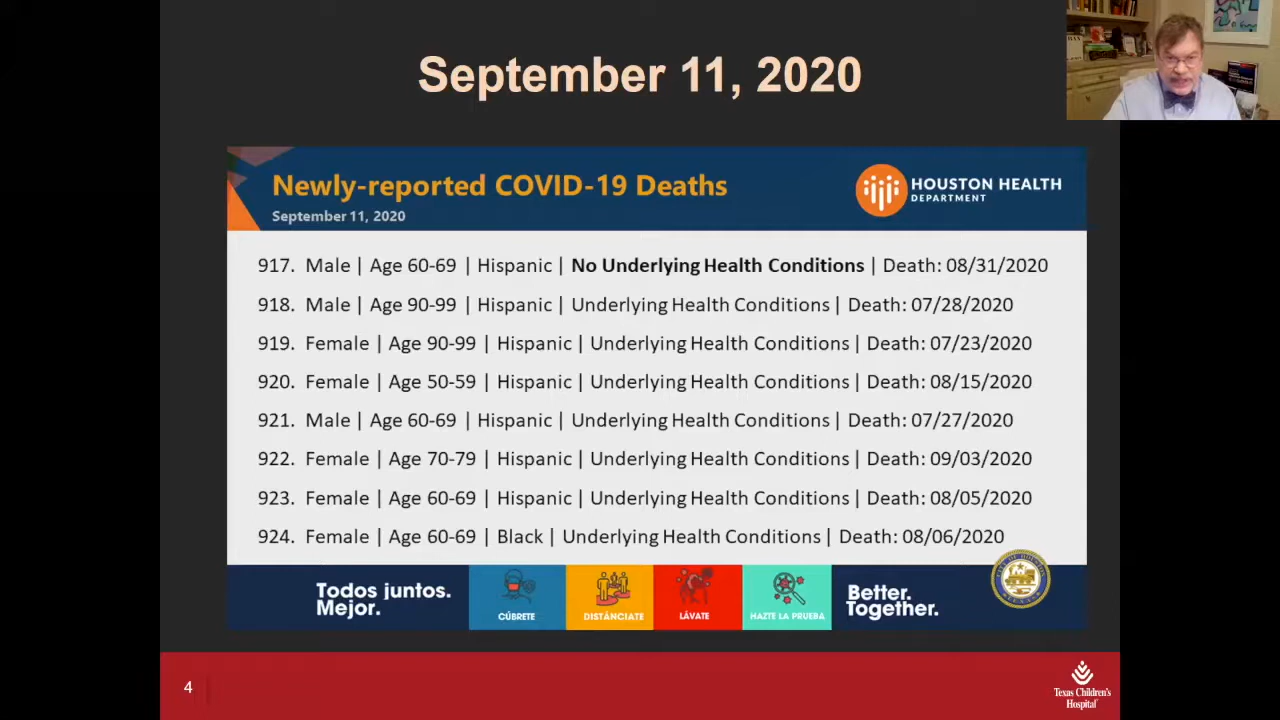 September 11, 2020
Newly-reported COVID-19 Deaths
September 11, 2020
HOUSTON HEALTH
DEPARTMENT
917. Male | Age 60-69 | Hispanic | No Underlying Health Conditions | Death: 08/31/2020
918. Male | Age 90-99 | Hispanic | Underlying Health Conditions | Death: 07/28/2020
919. Female | Age 90-99 | Hispanic | Underlying Health Conditions | Death: 07/23/2020
920. Female | Age 50-59 | Hispanic | Underlying Health Conditions | Death: 08/15/2020
921. Male | Age 60-69 | Hispanic | Underlying Health Conditions | Death: 07/27/2020
922. Female | Age 70-79 | Hispanic | Underlying Health Conditions | Death: 09/03/2020
923. Female | Age 60-69 | Hispanic | Underlying Health Conditions | Death: 08/05/2020
924. Female | Age 60-69 | Black | Underlying Health Conditions | Death: 08/06/2020
Todos juntos.
Mejor.
CÚBRETE
DISTÁNCIATE
LÁVATE
HAZTE LA PRUEBA
Better.
Together.
4
Texas Children's
Hospital